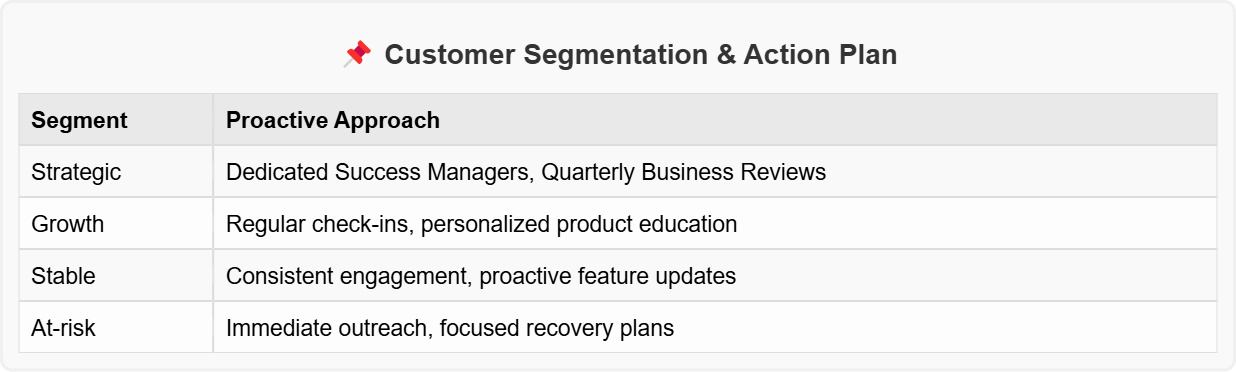 📌 Customer Segmentation & Action Plan
Segment Proactive Approach
Strategic Dedicated Success Managers, Quarterly Business Reviews
Growth Regular check-ins, personalized product education
Stable Consistent engagement, proactive feature updates
At-risk Immediate outreach, focused recovery plans